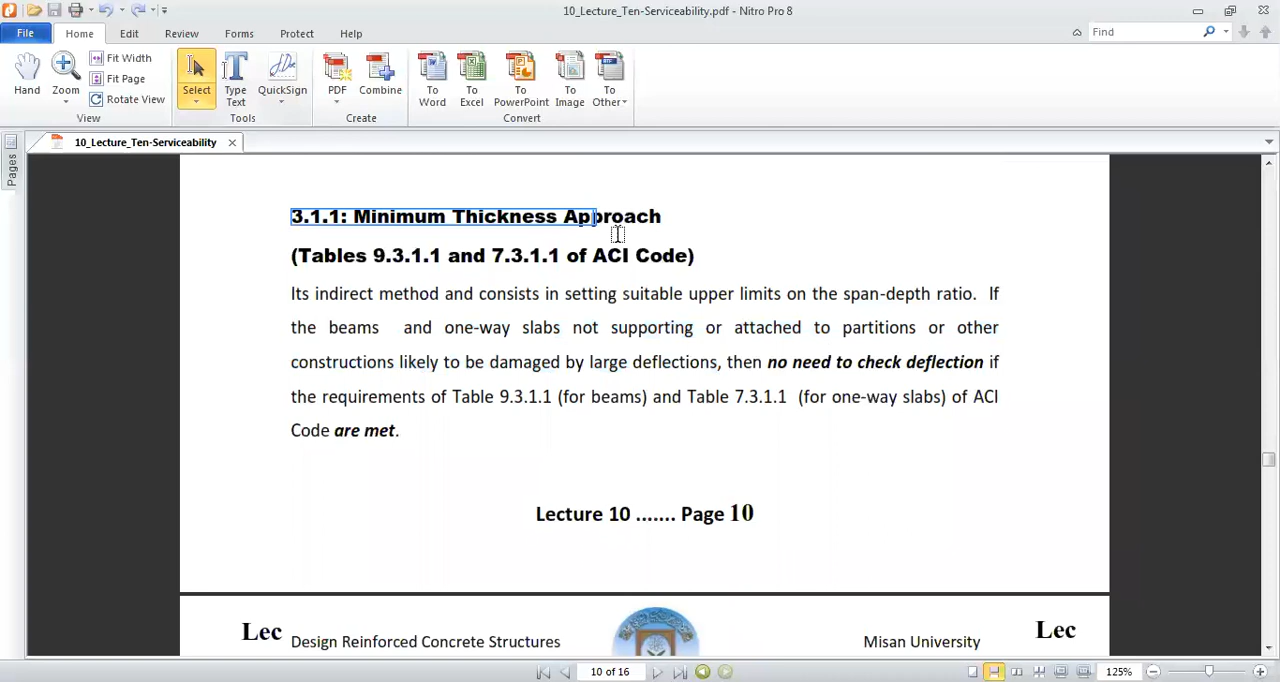 10_Lecture_Ten-Serviceability.pdf - Nitro Pro 8
File Home Edit Review Forms Protect Help Find
Hand Zoom Fit Width Fit Page Rotate View Select Type Text QuickSign PDF Combine To Word To Excel To PowerPoint To Image To Other
View Tools Create Convert
10_Lecture_Ten-Serviceability
Pages
3.1.1: Minimum Thickness Approach
(Tables 9.3.1.1 and 7.3.1.1 of ACI Code)
Its indirect method and consists in setting suitable upper limits on the span-depth ratio. If
the beams and one-way slabs not supporting or attached to partitions or other
constructions likely to be damaged by large deflections, then no need to check deflection if
the requirements of Table 9.3.1.1 (for beams) and Table 7.3.1.1 (for one-way slabs) of ACI
Code are met.
Lecture 10 ....... Page 10
Lec Design Reinforced Concrete Structures Misan University Lec
10 of 16 125%